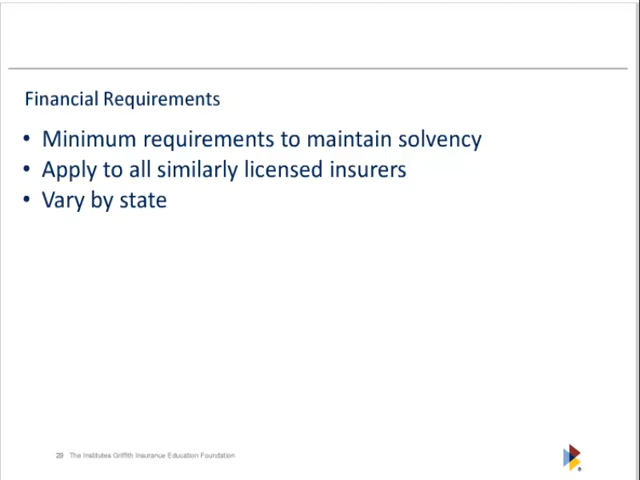 Financial Requirements
• Minimum requirements to maintain solvency
• Apply to all similarly licensed insurers
• Vary by state
29 The Institutes Griffith Insurance Education Foundation